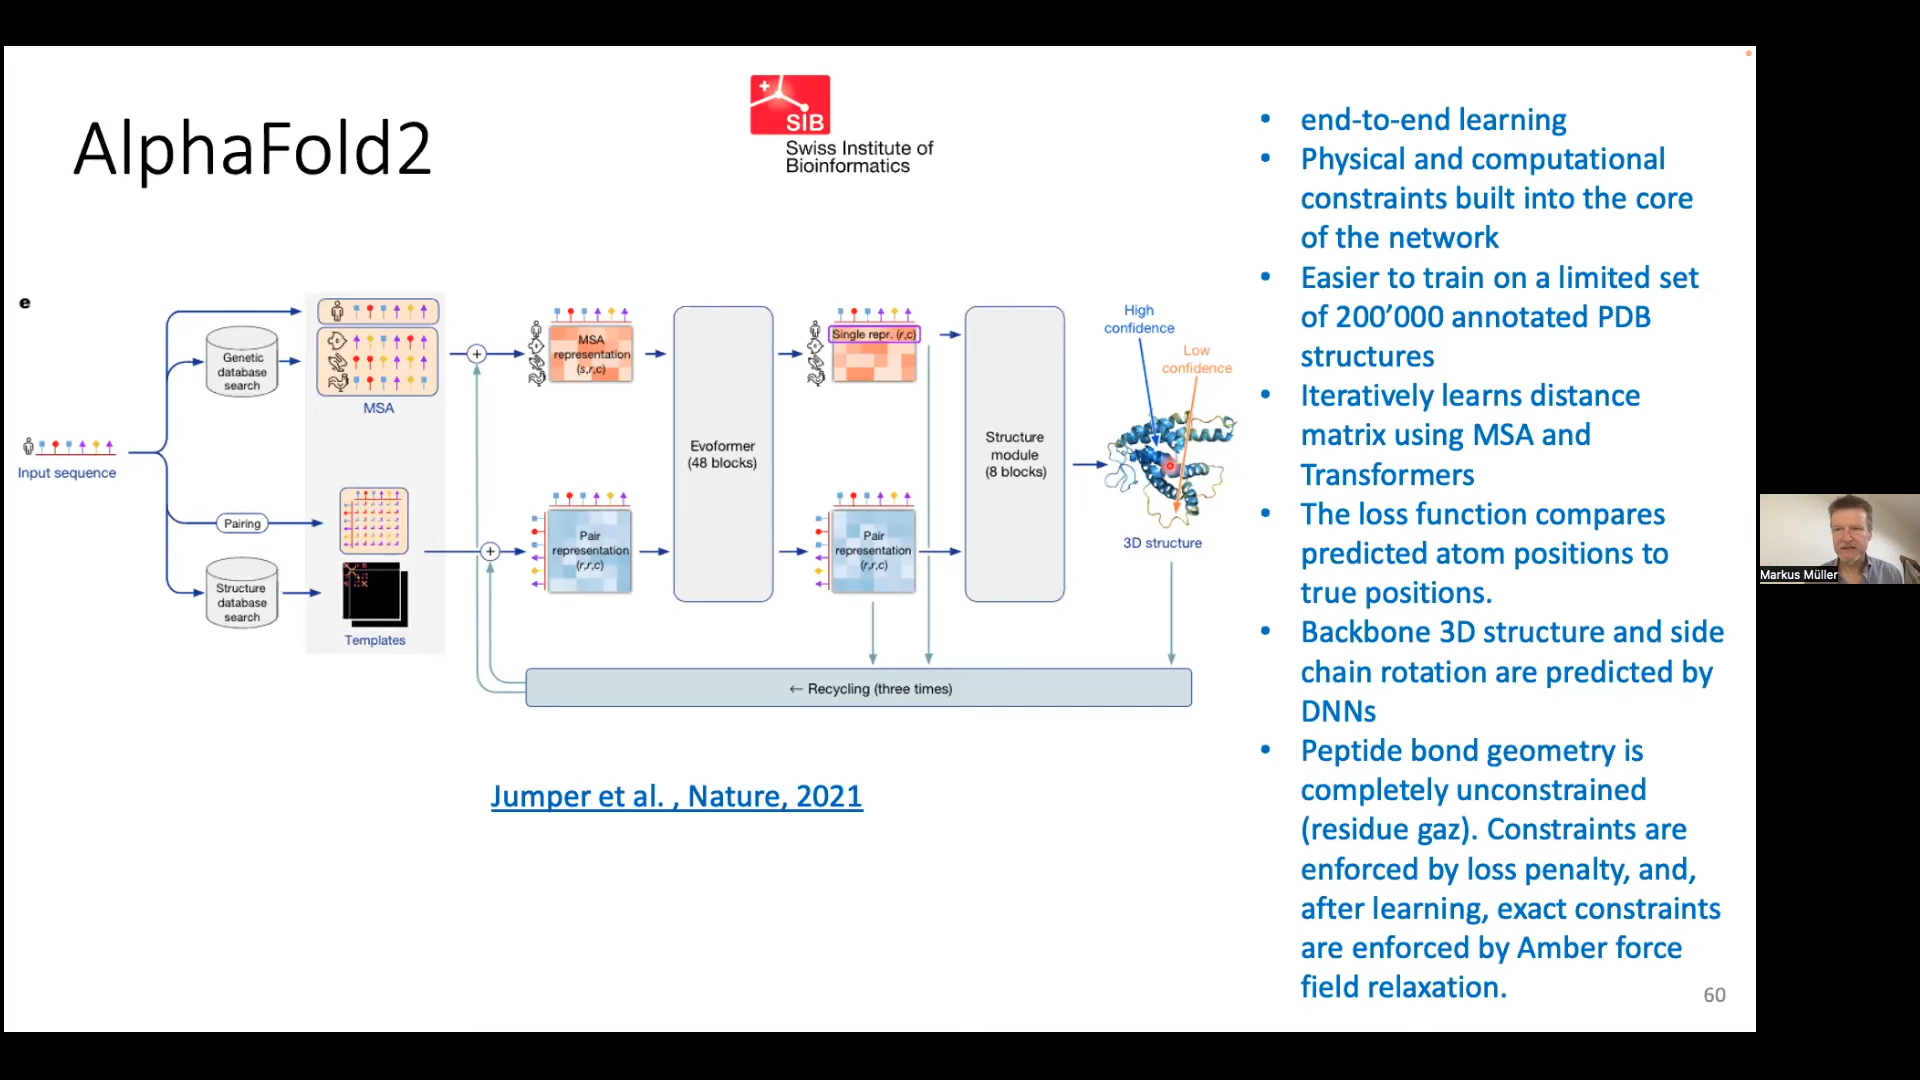 AlphaFold2
SIB
Swiss Institute of
Bioinformatics
e
Input sequence
Genetic
database
search
MSA
Pairing
Structure
database
search
Templates
MSA
representation
(s,r,c)
Pair
representation
(r,r,c)
Evoformer
(48 blocks)
Single repr. (r,c)
Pair
representation
(r,r,c)
Structure
module
(8 blocks)
High
confidence
Low
confidence
3D structure
← Recycling (three times)
Jumper et al. , Nature, 2021
• end-to-end learning
• Physical and computational
constraints built into the core
of the network
• Easier to train on a limited set
of 200’000 annotated PDB
structures
• Iteratively learns distance
matrix using MSA and
Transformers
• The loss function compares
predicted atom positions to
true positions.
• Backbone 3D structure and side
chain rotation are predicted by
DNNs
• Peptide bond geometry is
completely unconstrained
(residue gaz). Constraints are
enforced by loss penalty, and,
after learning, exact constraints
are enforced by Amber force
field relaxation.
60
Markus Müller